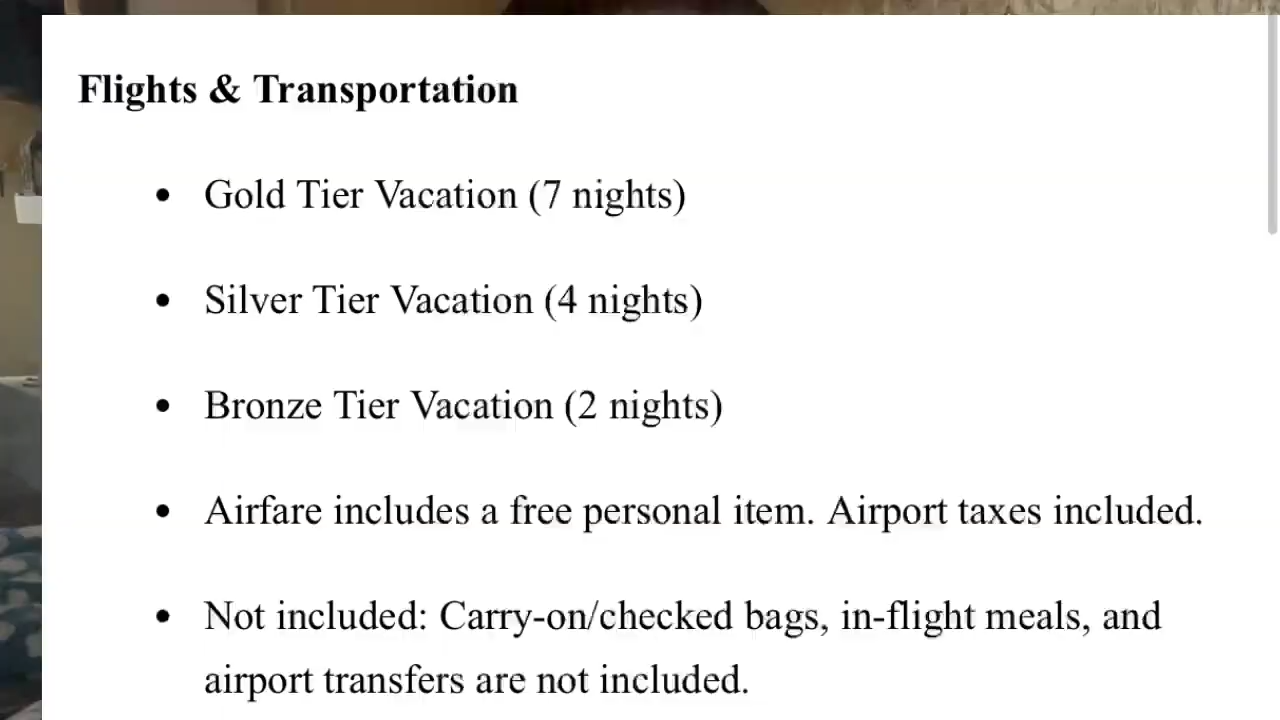 Flights & Transportation
• Gold Tier Vacation (7 nights)
• Silver Tier Vacation (4 nights)
• Bronze Tier Vacation (2 nights)
• Airfare includes a free personal item. Airport taxes included.
• Not included: Carry-on/checked bags, in-flight meals, and
airport transfers are not included.